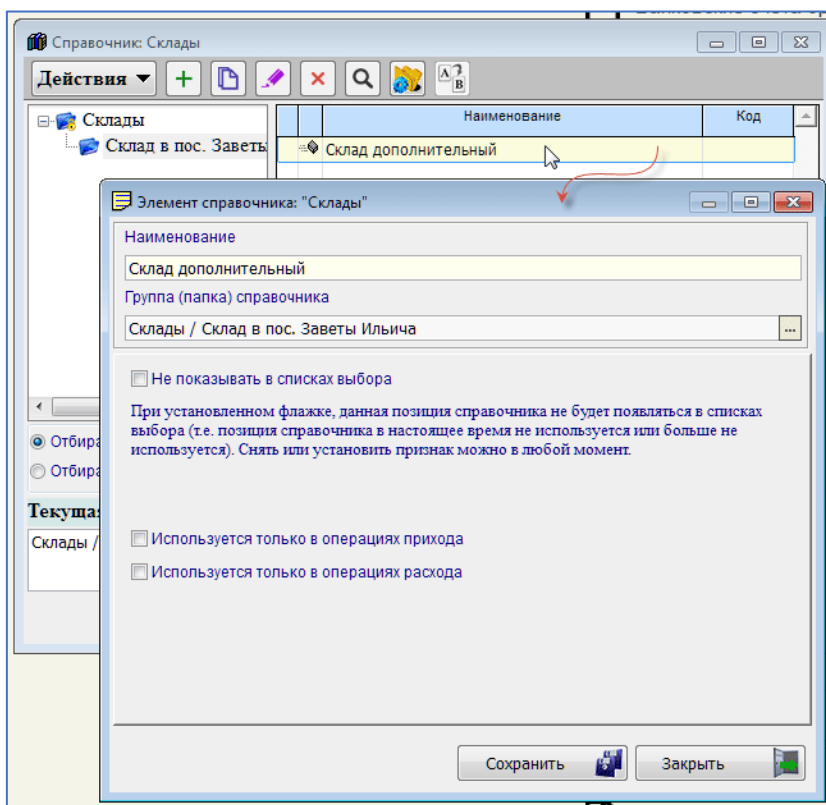 Справочник: Склады
Действия
Склады
Склад в пос. Заветы
Наименование
Код
Склад дополнительный
Элемент справочника: "Склады"
Наименование
Склад дополнительный
Группа (папка) справочника
Склады / Склад в пос. Заветы Ильича
...
Не показывать в списках выбора
При установленном флажке, данная позиция справочника не будет появляться в списках
выбора (т.е. позиция справочника в настоящее время не используется или больше не
используется). Снять или установить признак можно в любой момент.
Отбира
Отбира
Текущая
Склады /
Используется только в операциях прихода
Используется только в операциях расхода
Сохранить
Закрыть